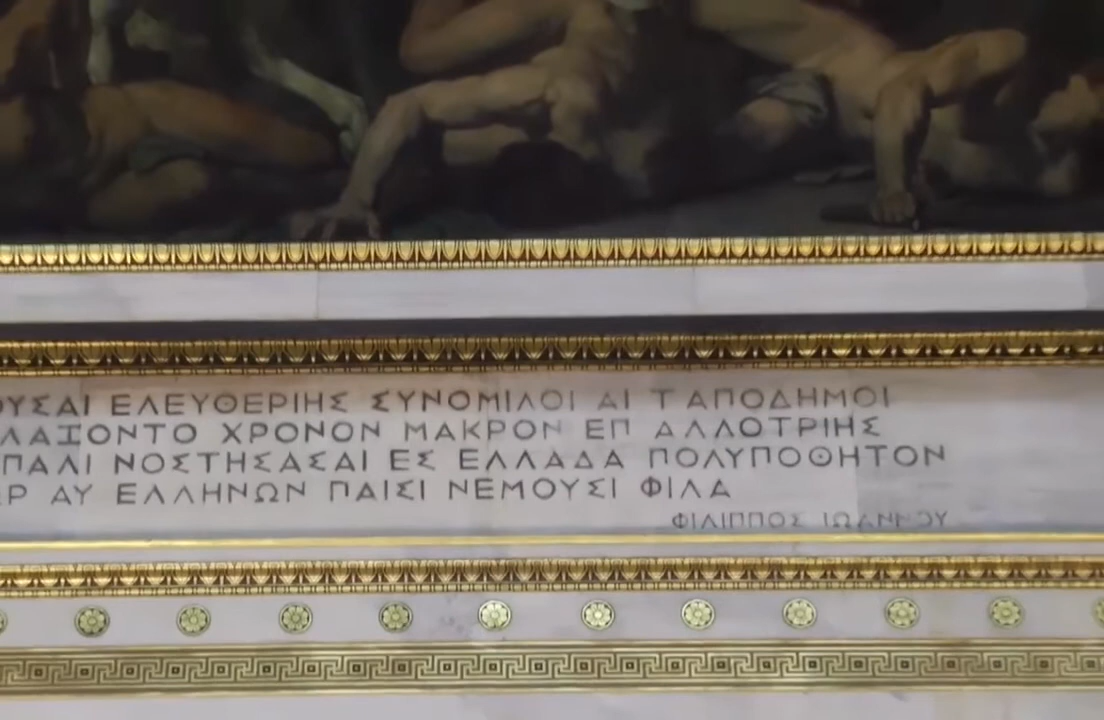 ΟΥΣΑΙ ΕΛΕΥΘΕΡΙΗΣ ΣΥΝΟΜΙΛΟΙ ΑΙ Τ ΑΠΟΔΗΜΟΙ
ΛΑΖΟΝΤΟ ΧΡΟΝΟΝ ΜΑΚΡΟΝ ΕΠ ΑΛΛΟΤΡΙΗΣ
ΠΑΛΙ ΝΟΣΤΗΣΑΣΑΙ ΕΣ ΕΛΛΑΔΑ ΠΟΛΥΠΟΘΗΤΟΝ
ΑΡ ΑΥ ΕΛΛΗΝΩΝ ΠΑΙΣΙ ΝΕΜΟΥΣΙ ΦΙΛΑ
ΦΙΛΙΠΠΟΣ ΙΩΑΝΝΟΥ